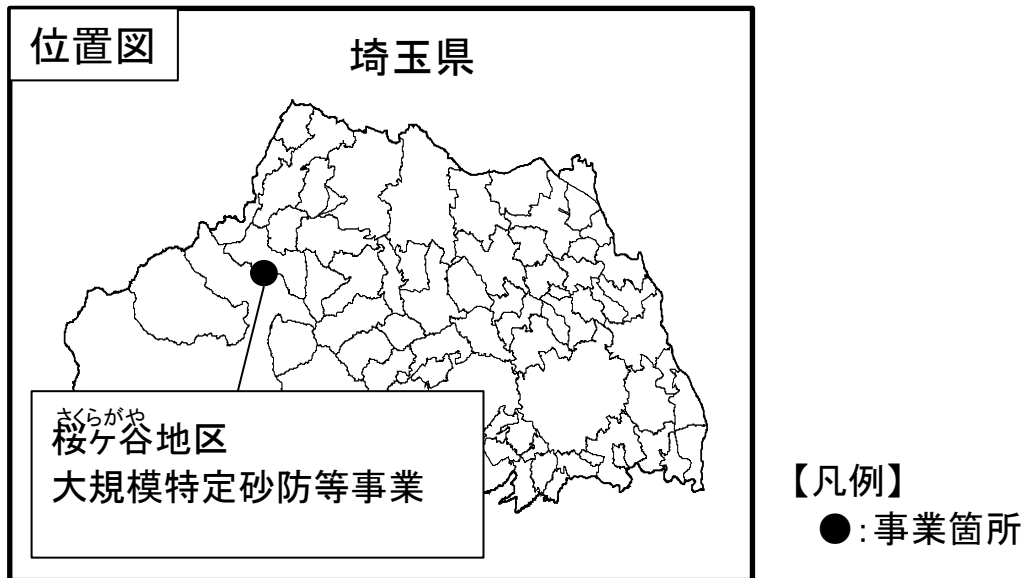 位置図
埼玉県
さくらがや
桜ヶ谷地区
大規模特定砂防等事業
【凡例】
●:事業箇所